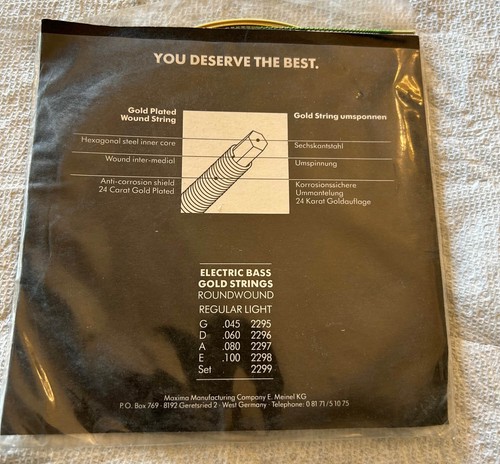 YOU DESERVE THE BEST.
Gold Plated
Wound String
Gold String umsponnen
Hexagonal steel inner core
Sechskantstahl
Wound inter-medial
Umspinnung
Anti-corrosion shield
24 Carat Gold Plated
Korrosionssichere
Ummantelung
24 Karat Goldauflage
ELECTRIC BASS
GOLD STRINGS
ROUNDWOUND
REGULAR LIGHT
G .045 2295
D .060 2296
A .080 2297
E .100 2298
Set 2299
Maxima Manufacturing Company E. Meinel KG
P.O. Box 769 · 8192 Geretsried 2 · West Germany · Telephone: 0 81 71/5 10 75